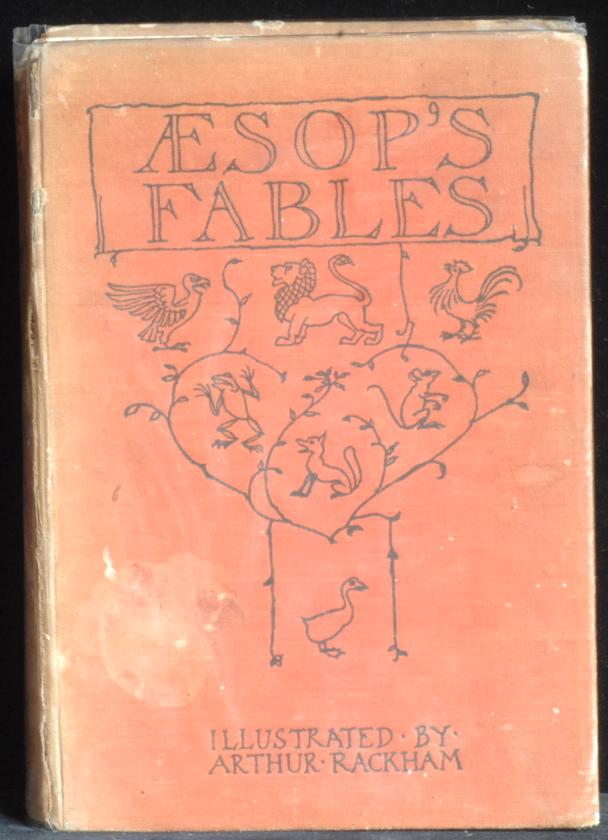 ÆSOP'S
FABLES
ILLUSTRATED · BY ·
ARTHUR · RACKHAM